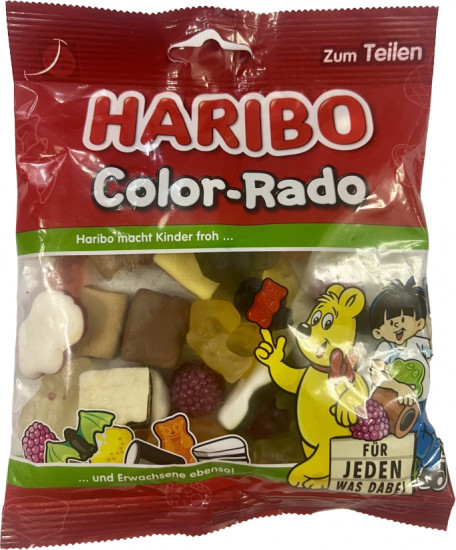 Zum Teilen
HARIBO
Color-Rado
Haribo macht Kinder froh ...
FÜR
JEDEN
WAS DABEI
... und Erwachsene ebenso!